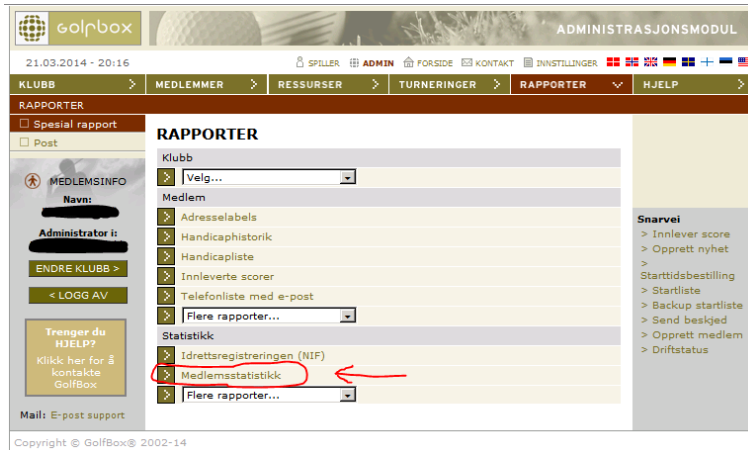 GOLFBOX
ADMINISTRASJONSMODUL
21.03.2014 - 20:16
SPILLER ADMIN FORSIDE KONTAKT INNSTILLINGER
KLUBB > MEDLEMMER > RESSURSER > TURNERINGER > RAPPORTER HJELP >
RAPPORTER
Spesial rapport
Post
MEDLEMSINFO
Navn:
Administrator i:
ENDRE KLUBB >
< LOGG AV
Trenger du
HJELP?
Klikk her for å
kontakte
GolfBox
Mail: E-post support
RAPPORTER
Klubb
Velg...
Medlem
Adresselabels
Handicaphistorik
Handicapliste
Innleverte scorer
Telefonliste med e-post
Flere rapporter...
Statistikk
Idrettsregistreringen (NIF)
Medlemsstatistikk
Flere rapporter...
Snarvei
> Innlever score
> Opprett nyhet
>
Starttidsbestilling
> Startliste
> Backup startliste
> Send beskjed
> Opprett medlem
> Driftstatus
Copyright © GolfBox® 2002-14